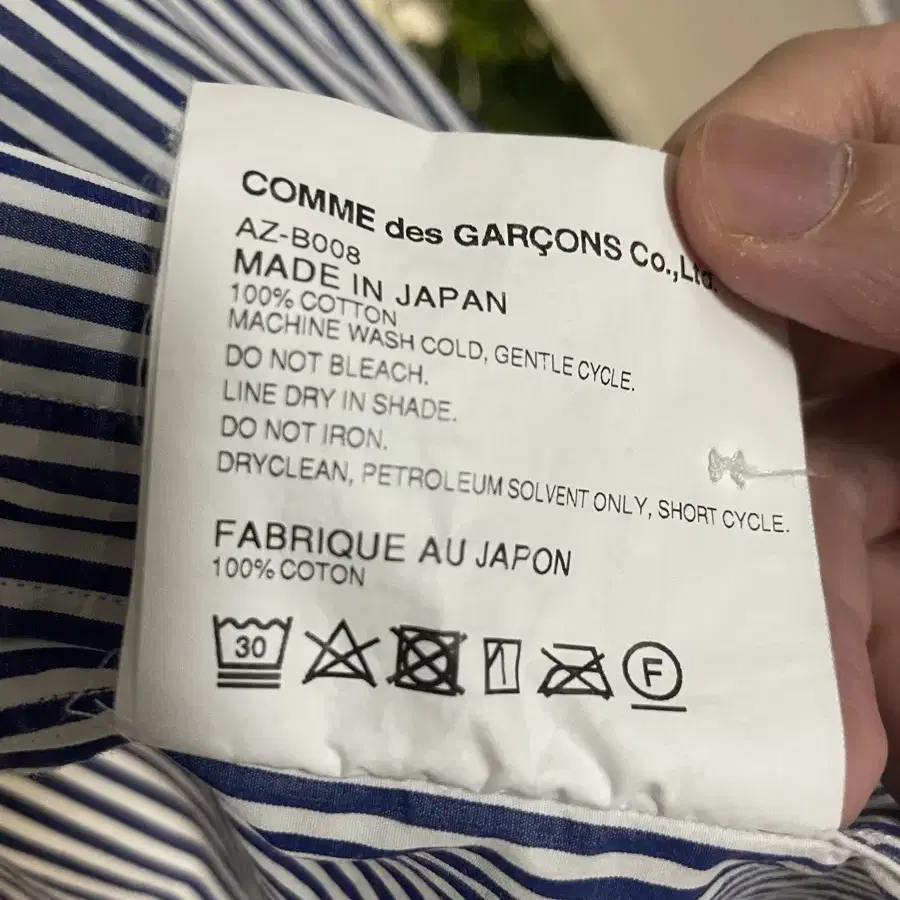 COMME des GARÇONS Co.,Ltd.
AZ-B008
MADE IN JAPAN
100% COTTON
MACHINE WASH COLD, GENTLE CYCLE.
DO NOT BLEACH.
LINE DRY IN SHADE.
DO NOT IRON.
DRYCLEAN, PETROLEUM SOLVENT ONLY, SHORT CYCLE.
FABRIQUE AU JAPON
100% COTON
30 F